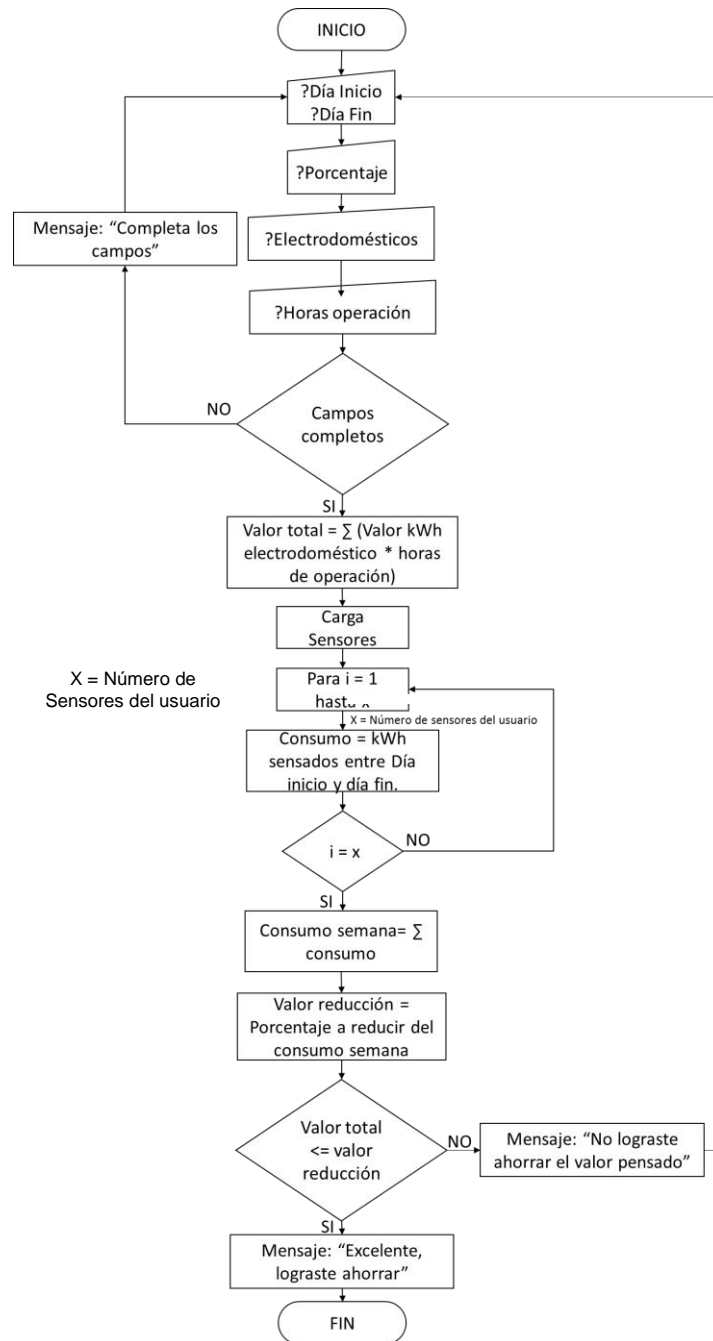 INICIO
?Día Inicio
?Día Fin
?Porcentaje
Mensaje: “Completa los
campos”
?Electrodomésticos
?Horas operación
NO
Campos
completos
SI
Valor total = ∑ (Valor kWh
electrodoméstico * horas
de operación)
Carga
Sensores
X = Número de
Sensores del usuario
Para i = 1
hasta x
X = Número de sensores del usuario
Consumo = kWh
sensados entre Día
inicio y día fin.
i = x
NO
SI
Consumo semana= ∑
consumo
Valor reducción =
Porcentaje a reducir del
consumo semana
Valor total
<= valor
reducción
NO
Mensaje: “No lograste
ahorrar el valor pensado”
SI
Mensaje: “Excelente,
lograste ahorrar”
FIN